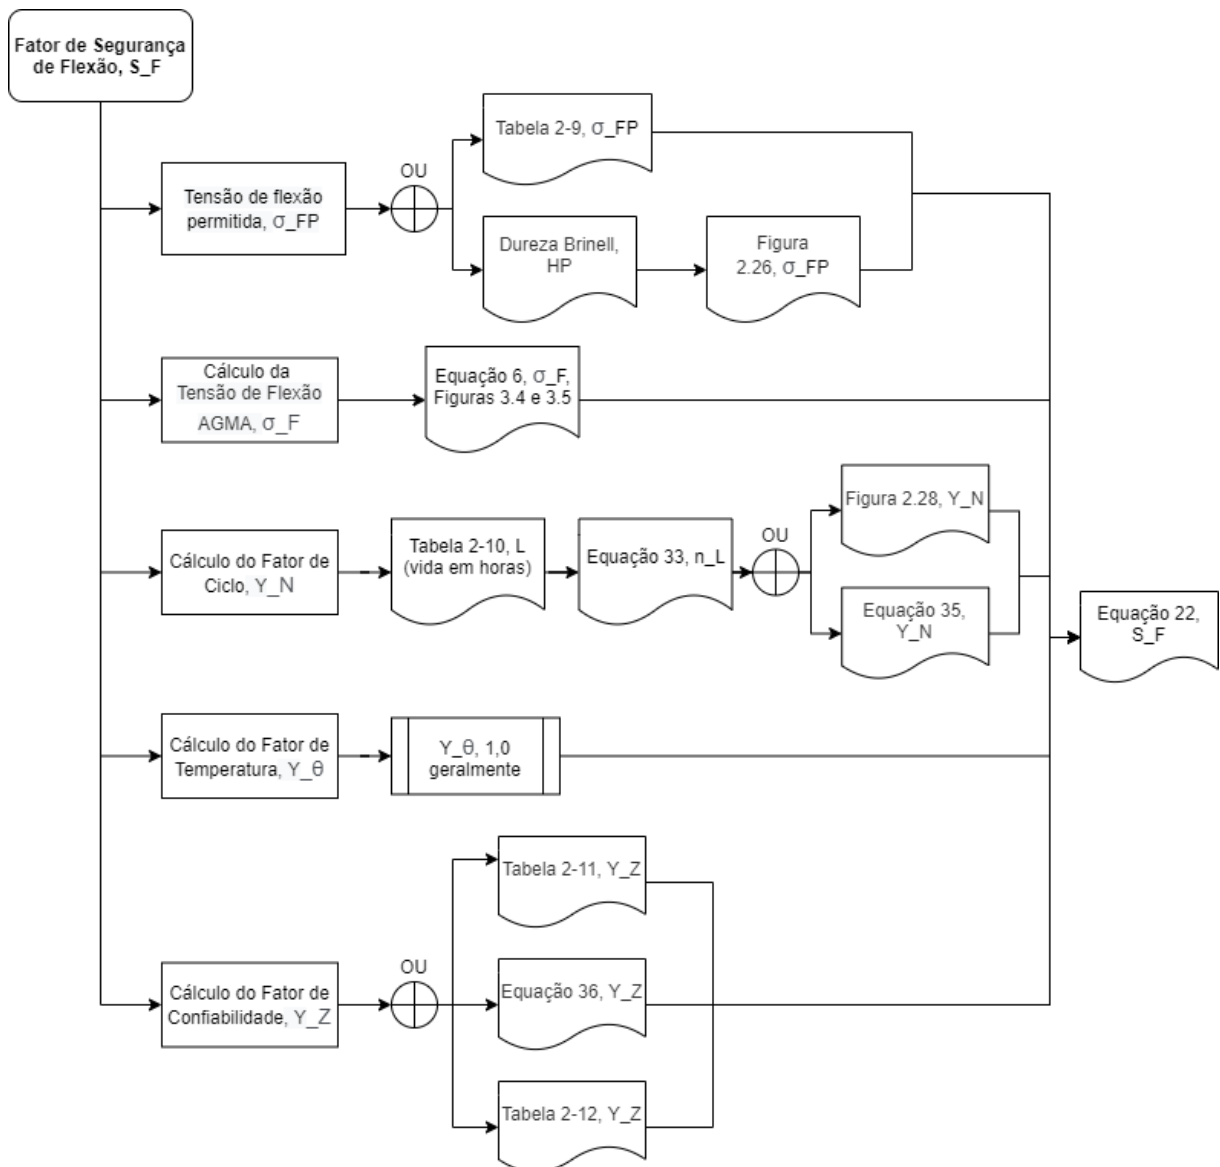 Fator de Segurança
de Flexão, S_F
Tensão de flexão
permitida, σ_FP
OU
Tabela 2-9, σ_FP
Dureza Brinell,
HP
Figura
2.26, σ_FP
Cálculo da
Tensão de Flexão
AGMA, σ_F
Equação 6, σ_F,
Figuras 3.4 e 3.5
Cálculo do Fator de
Ciclo, Y_N
Tabela 2-10, L
(vida em horas)
Equação 33, n_L
OU
Figura 2.28, Y_N
Equação 35,
Y_N
Equação 22,
S_F
Cálculo do Fator de
Temperatura, Y_θ
Y_θ, 1,0
geralmente
Cálculo do Fator de
Confiabilidade, Y_Z
OU
Tabela 2-11, Y_Z
Equação 36, Y_Z
Tabela 2-12, Y_Z